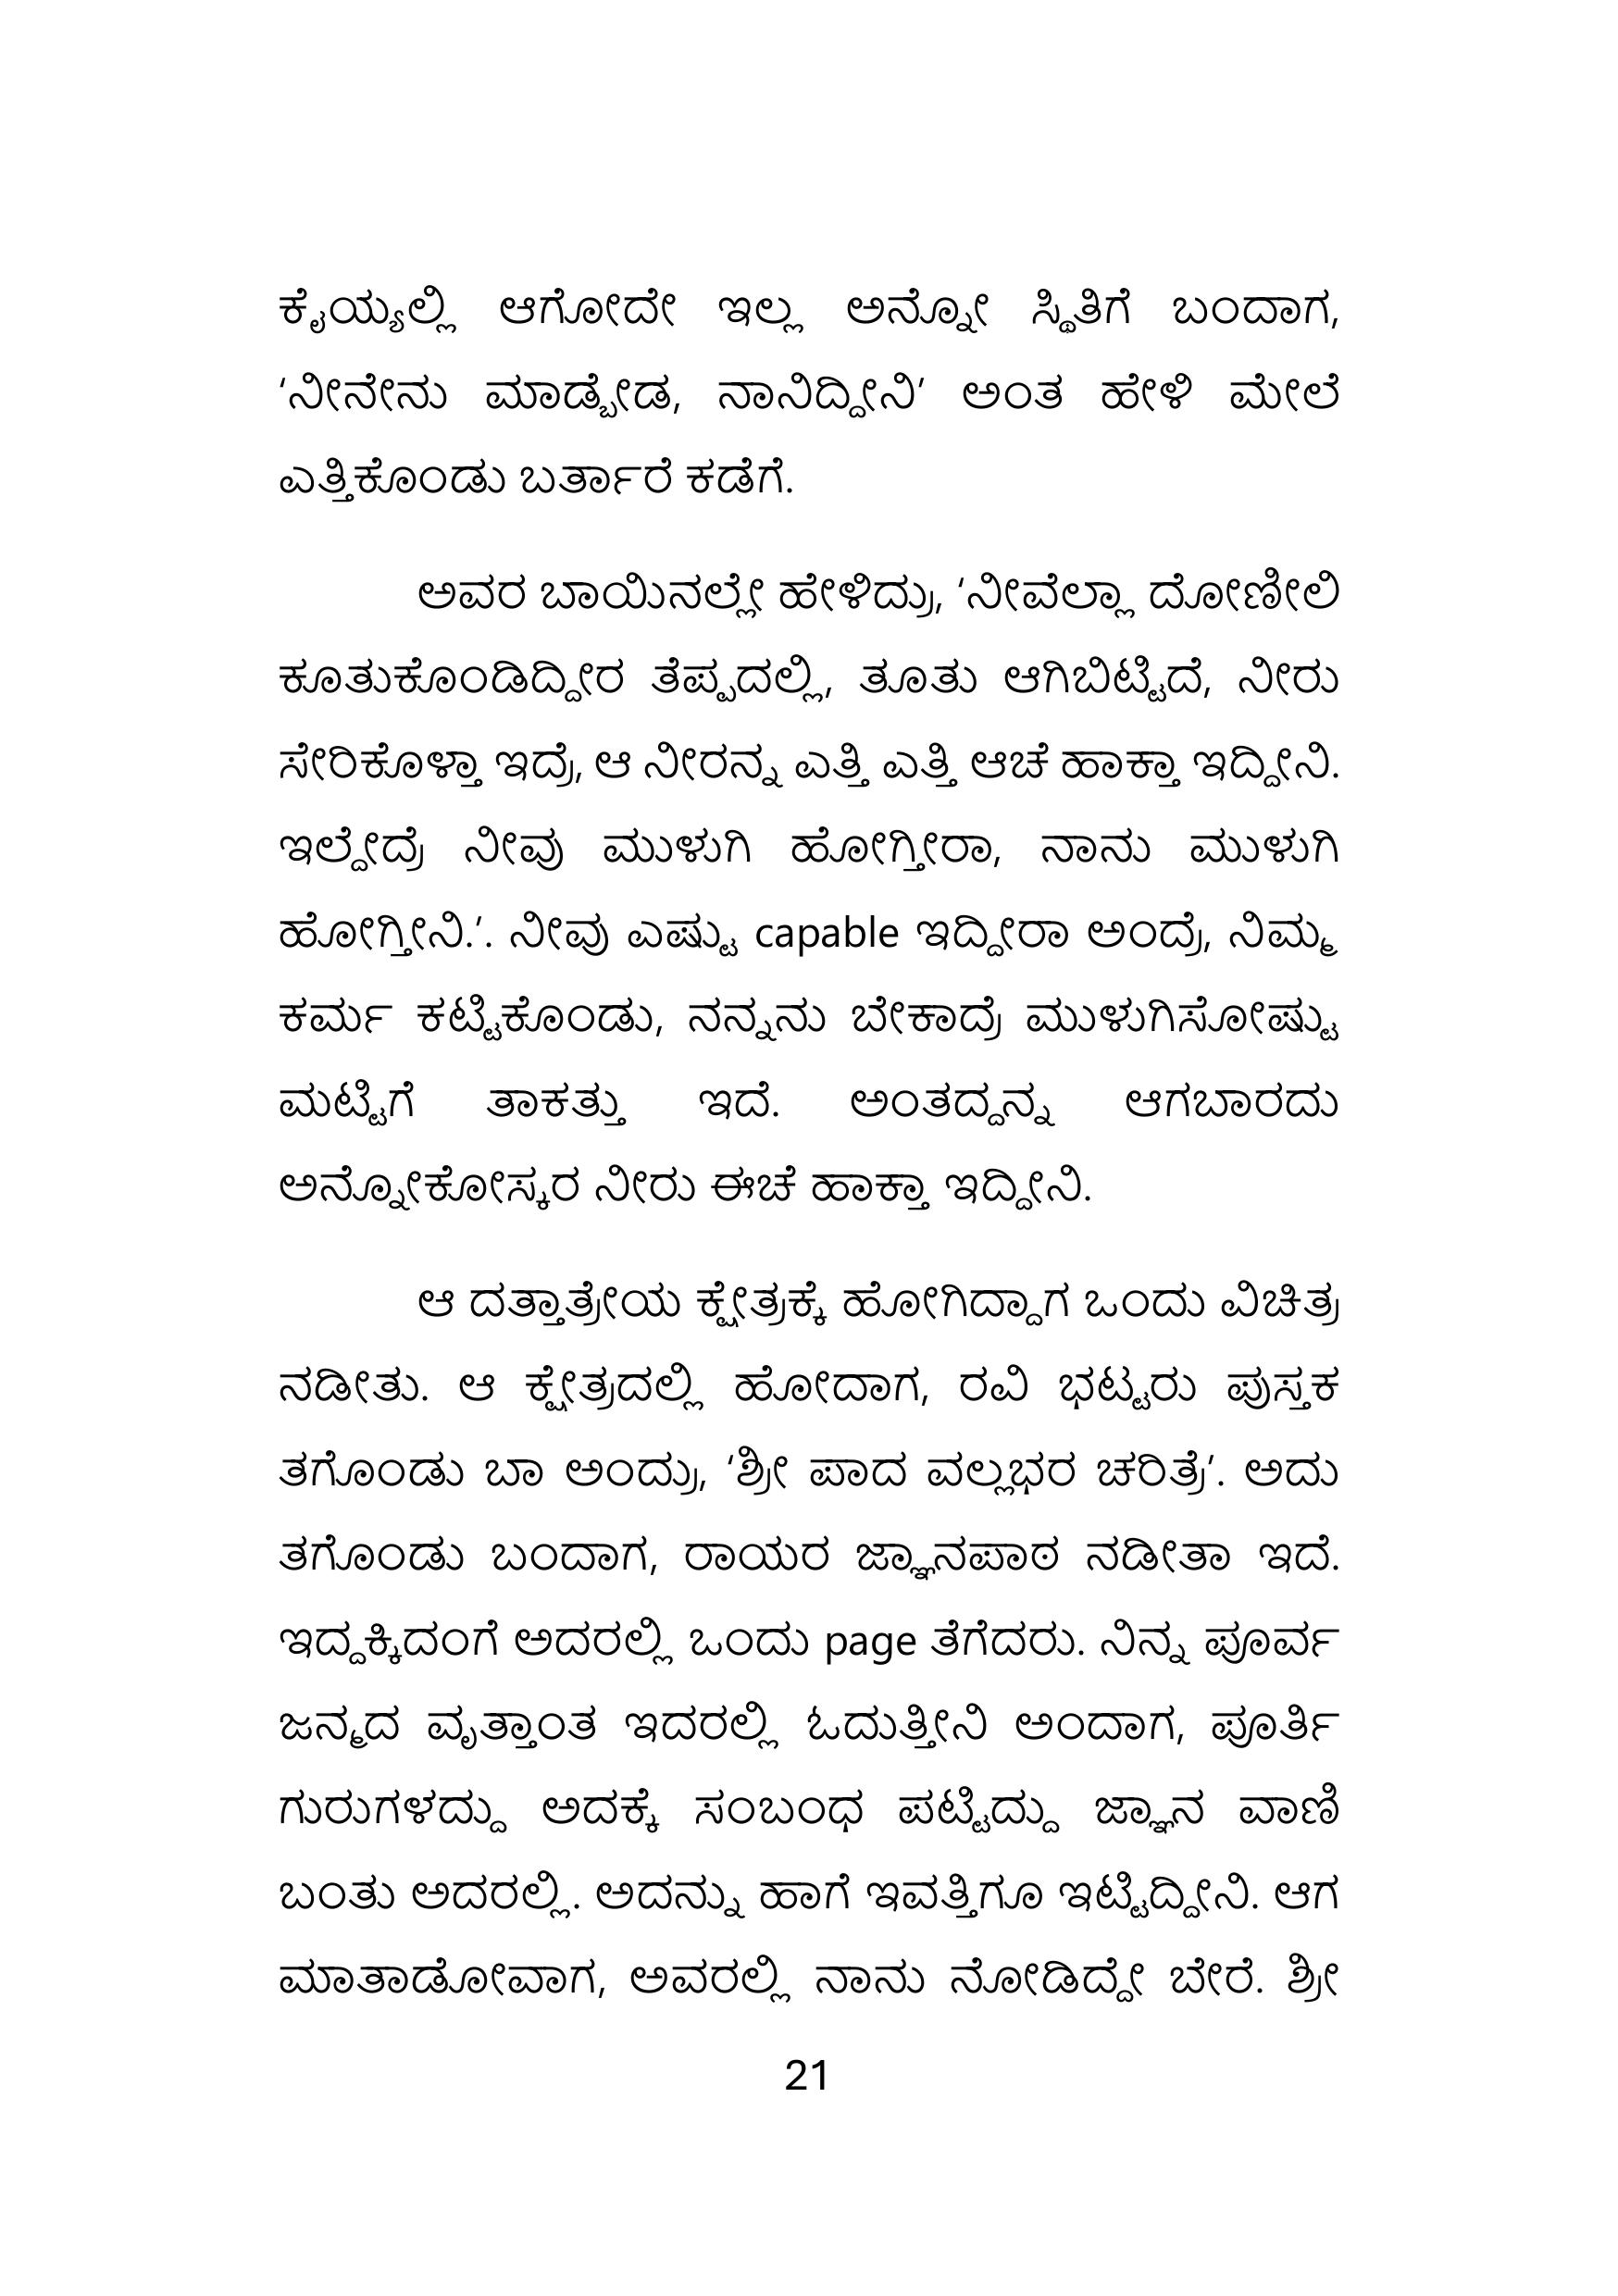 ಕೈಯ್ಯಲ್ಲಿ ಆಗೋದೇ ಇಲ್ಲ ಅನ್ನೋ ಸ್ಥಿತಿಗೆ ಬಂದಾಗ,
‘ನೀನೇನು ಮಾಡ್ಬೇಡ, ನಾನಿದ್ದೀನಿ’ ಅಂತ ಹೇಳಿ ಮೇಲೆ
ಎತ್ತಿಕೊಂಡು ಬರ್ತಾರೆ ಕಡೆಗೆ.
ಅವರ ಬಾಯಿನಲ್ಲೇ ಹೇಳಿದ್ರು, ‘ನೀವೆಲ್ಲಾ ದೋಣೀಲಿ
ಕೂತುಕೊಂಡಿದ್ದೀರ ತೆಪ್ಪದಲ್ಲಿ, ತೂತು ಆಗಿಬಿಟ್ಟಿದೆ, ನೀರು
ಸೇರಿಕೊಳ್ತಾ ಇದ್ರೆ, ಆ ನೀರನ್ನ ಎತ್ತಿ ಎತ್ತಿ ಆಚೆ ಹಾಕ್ತಾ ಇದ್ದೀನಿ.
ಇಲ್ದೇದ್ರೆ ನೀವು ಮುಳುಗಿ ಹೋಗ್ತೀರಾ, ನಾನು ಮುಳುಗಿ
ಹೋಗ್ತೀನಿ.’. ನೀವು ಎಷ್ಟು capable ಇದ್ದೀರಾ ಅಂದ್ರೆ, ನಿಮ್ಮ
ಕರ್ಮ ಕಟ್ಟಿಕೊಂಡು, ನನ್ನನು ಬೇಕಾದ್ರೆ ಮುಳುಗಿಸೋಷ್ಟು
ಮಟ್ಟಿಗೆ ತಾಕತ್ತು ಇದೆ. ಅಂತದ್ದನ್ನ ಆಗಬಾರದು
ಅನ್ನೋಕೋಸ್ಕರ ನೀರು ಈಚೆ ಹಾಕ್ತಾ ಇದ್ದೀನಿ.
ಆ ದತ್ತಾತ್ರೇಯ ಕ್ಷೇತ್ರಕ್ಕೆ ಹೋಗಿದ್ದಾಗ ಒಂದು ವಿಚಿತ್ರ
ನಡೀತು. ಆ ಕ್ಷೇತ್ರದಲ್ಲಿ ಹೋದಾಗ, ರವಿ ಭಟ್ಟರು ಪುಸ್ತಕ
ತಗೊಂಡು ಬಾ ಅಂದ್ರು, ‘ಶ್ರೀ ಪಾದ ವಲ್ಲಭರ ಚರಿತ್ರೆ’. ಅದು
ತಗೊಂಡು ಬಂದಾಗ, ರಾಯರ ಜ್ಞಾನಪಾಠ ನಡೀತಾ ಇದೆ.
ಇದ್ದಕ್ಕಿದಂಗೆ ಅದರಲ್ಲಿ ಒಂದು page ತೆಗೆದರು. ನಿನ್ನ ಪೂರ್ವ
ಜನ್ಮದ ವೃತ್ತಾಂತ ಇದರಲ್ಲಿ ಓದುತ್ತೀನಿ ಅಂದಾಗ, ಪೂರ್ತಿ
ಗುರುಗಳದ್ದು ಅದಕ್ಕೆ ಸಂಬಂಧ ಪಟ್ಟಿದ್ದು ಜ್ಞಾನ ವಾಣಿ
ಬಂತು ಅದರಲ್ಲಿ. ಅದನ್ನು ಹಾಗೆ ಇವತ್ತಿಗೂ ಇಟ್ಟಿದ್ದೀನಿ. ಆಗ
ಮಾತಾಡೋವಾಗ, ಅವರಲ್ಲಿ ನಾನು ನೋಡಿದ್ದೇ ಬೇರೆ. ಶ್ರೀ
21